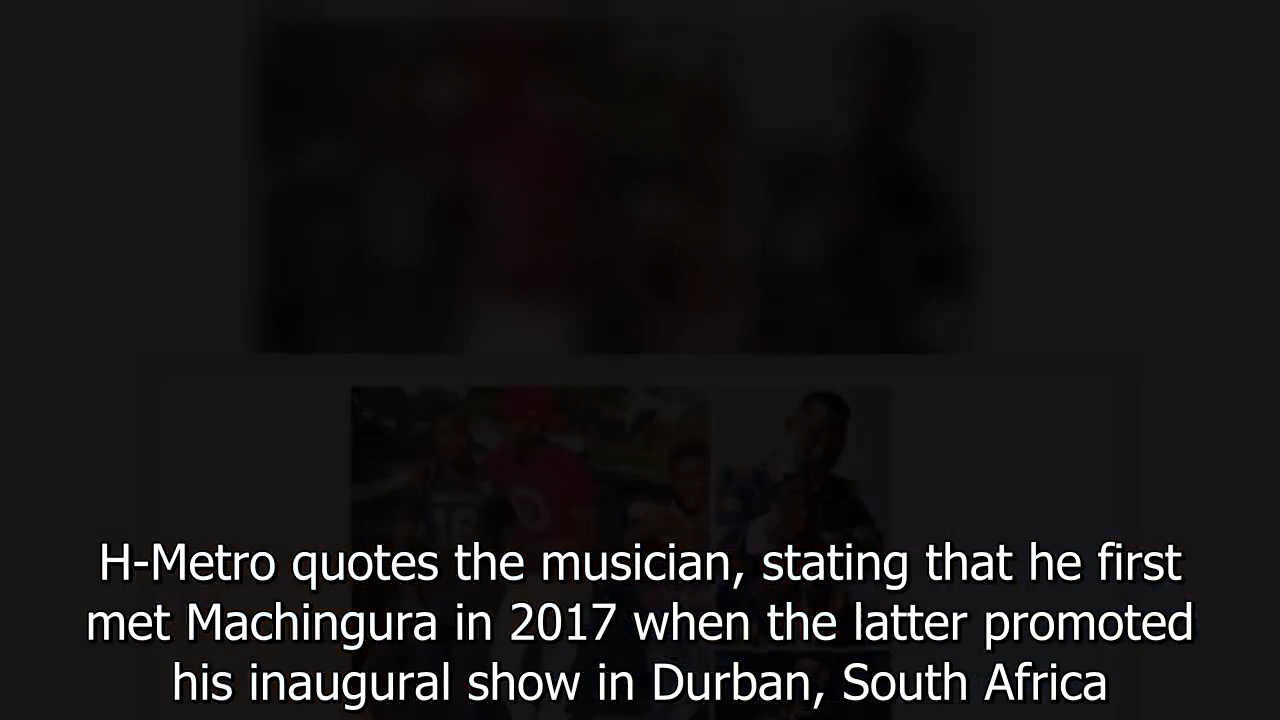 H-Metro quotes the musician, stating that he first
met Machingura in 2017 when the latter promoted
his inaugural show in Durban, South Africa